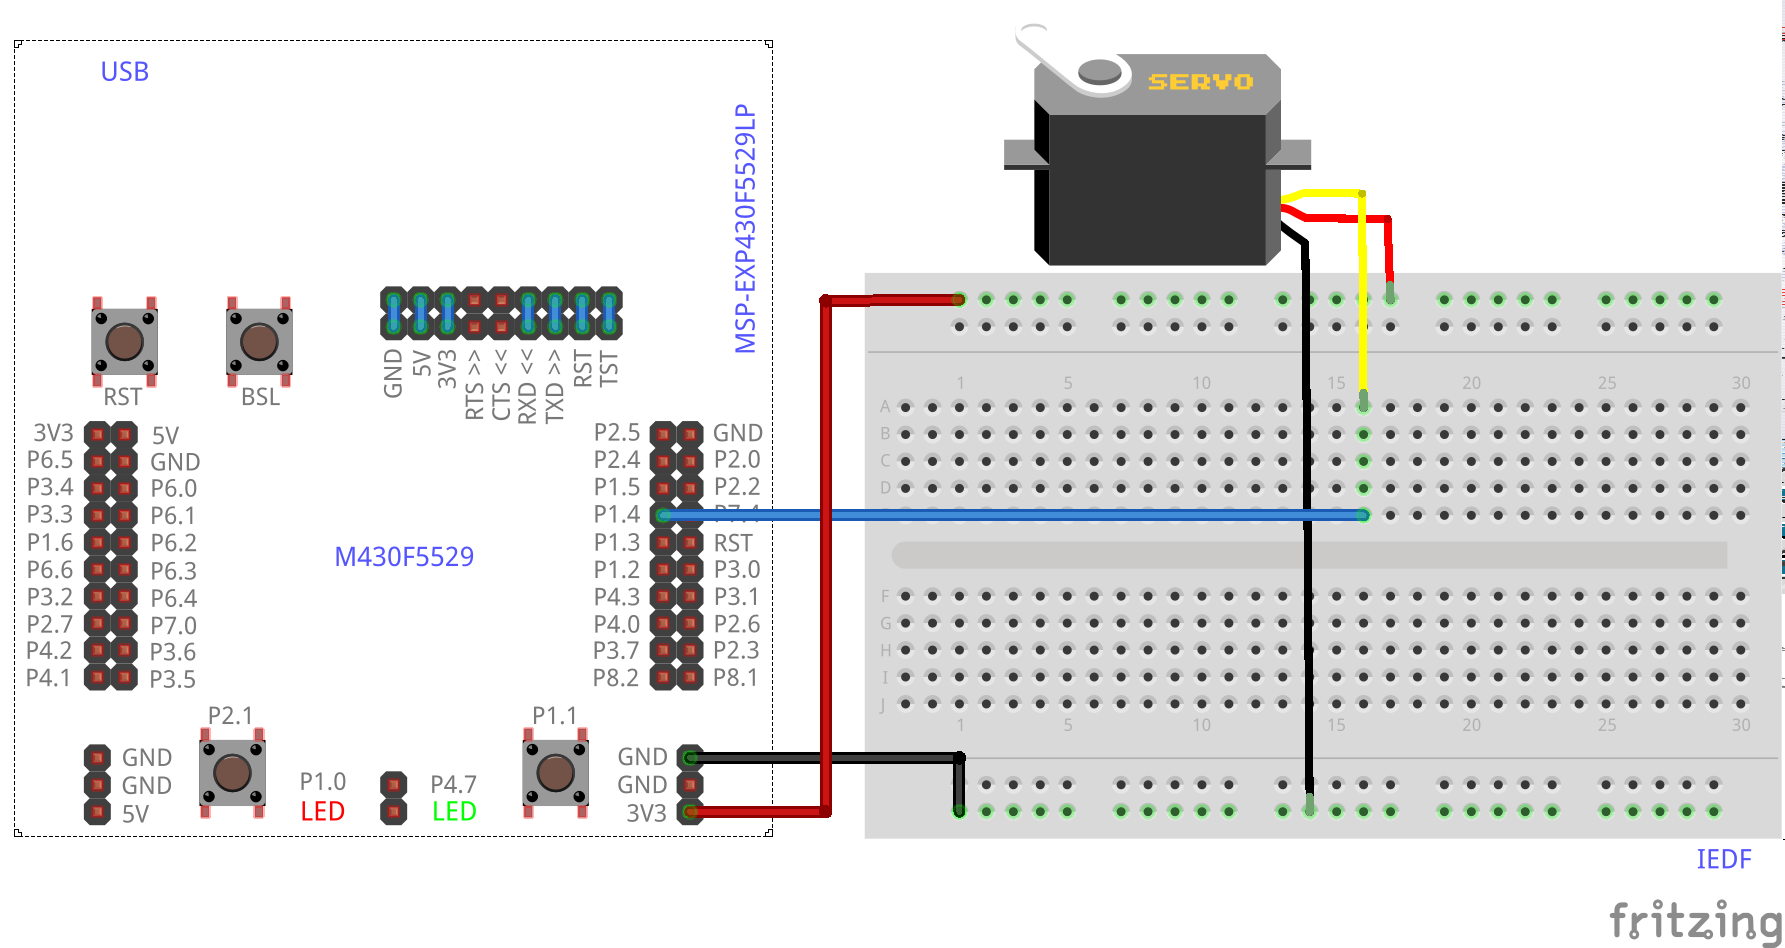 USB
MSP-EXP430F5529LP
SERVO
RST
BSL
GND
5V
3V3
RTS >>
CTS <<
RXD <<
TXD >>
RST
TST
3V3 5V
P6.5 GND
P3.4 P6.0
P3.3 P6.1
P1.6 P6.2
P6.6 P6.3
P3.2 P6.4
P2.7 P7.0
P4.2 P3.6
P4.1 P3.5
M430F5529
P2.5 GND
P2.4 P2.0
P1.5 P2.2
P1.4 P7.4
P1.3 RST
P1.2 P3.0
P4.3 P3.1
P4.0 P2.6
P3.7 P2.3
P8.2 P8.1
P2.1
P1.1
GND
GND
5V
P1.0
LED
P4.7
LED
GND
GND
3V3
1 5 10 15 20 25 30
A
B
C
D
F
G
H
I
J
1 5 10 15 20 25 30
IEDF
fritzing